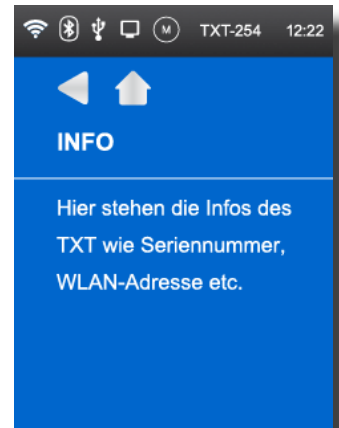 M TXT-254 12:22
INFO
Hier stehen die Infos des
TXT wie Seriennummer,
WLAN-Adresse etc.